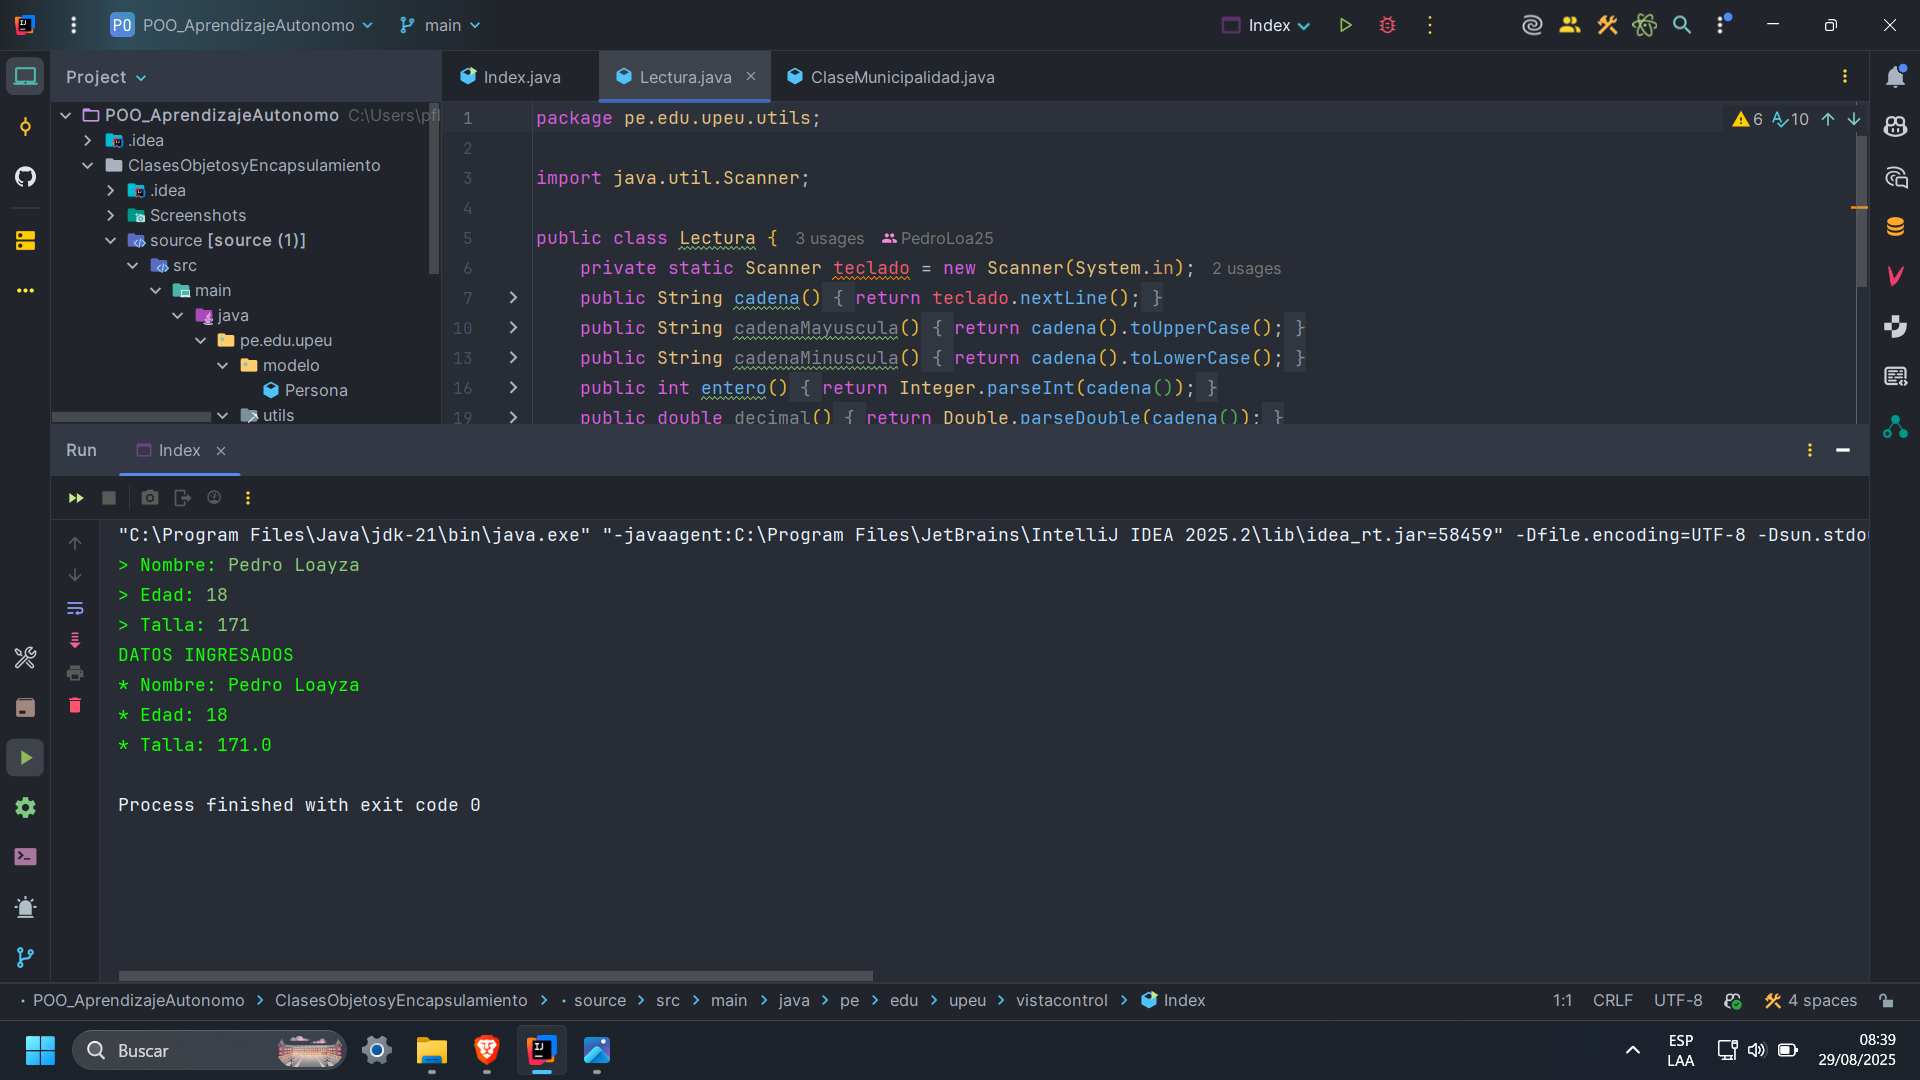 PO POO_AprendizajeAutonomo main Index
Project
Index.java Lectura.java ClaseMunicipalidad.java
POO_AprendizajeAutonomo C:\Users\pfl
.idea
ClasesObjetosyEncapsulamiento
.idea
Screenshots
source [source (1)]
src
main
java
pe.edu.upeu
modelo
Persona
utils
6 10
1 package pe.edu.upeu.utils;
2
3 import java.util.Scanner;
4
5 public class Lectura { 3 usages PedroLoa25
6 private static Scanner teclado = new Scanner(System.in); 2 usages
7 public String cadena() { return teclado.nextLine(); }
10 public String cadenaMayuscula() { return cadena().toUpperCase(); }
13 public String cadenaMinuscula() { return cadena().toLowerCase(); }
16 public int entero() { return Integer.parseInt(cadena()); }
19 public double decimal() { return Double.parseDouble(cadena()); }
Run Index
"C:\Program Files\Java\jdk-21\bin\java.exe" "-javaagent:C:\Program Files\JetBrains\IntelliJ IDEA 2025.2\lib\idea_rt.jar=58459" -Dfile.encoding=UTF-8 -Dsun.stdo
> Nombre: Pedro Loayza
> Edad: 18
> Talla: 171
DATOS INGRESADOS
* Nombre: Pedro Loayza
* Edad: 18
* Talla: 171.0
Process finished with exit code 0
POO_AprendizajeAutonomo > ClasesObjetosyEncapsulamiento > source > src > main > java > pe > edu > upeu > vistacontrol > Index 1:1 CRLF UTF-8 4 spaces
Buscar
ESP
LAA
08:39
29/08/2025